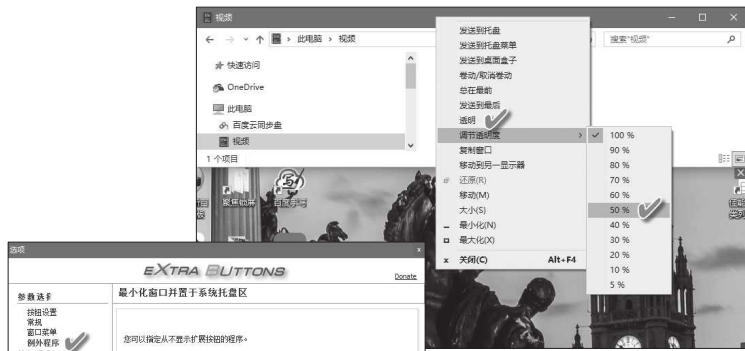 视频
此电脑 > 视频
搜索"视频"
快速访问
OneDrive
此电脑
百度云同步盘
视频
1 个项目
发送到托盘
发送到托盘菜单
发送到桌面盒子
卷动/取消卷动
总在最前
发送到最后
透明
调节透明度
复制窗口
移动到另一显示器
还原(R)
移动(M)
大小(S)
最小化(N)
最大化(X)
关闭(C) Alt+F4
100 %
90 %
80 %
70 %
60 %
50 %
40 %
30 %
20 %
10 %
5 %
聚焦锁屏
选项
EXTRA BUTTONS
Donate
参数选
最小化窗口并置于系统托盘区
按钮设置
常规
窗口菜单
例外程序
您可以指定从不显示扩展按钮的程序。